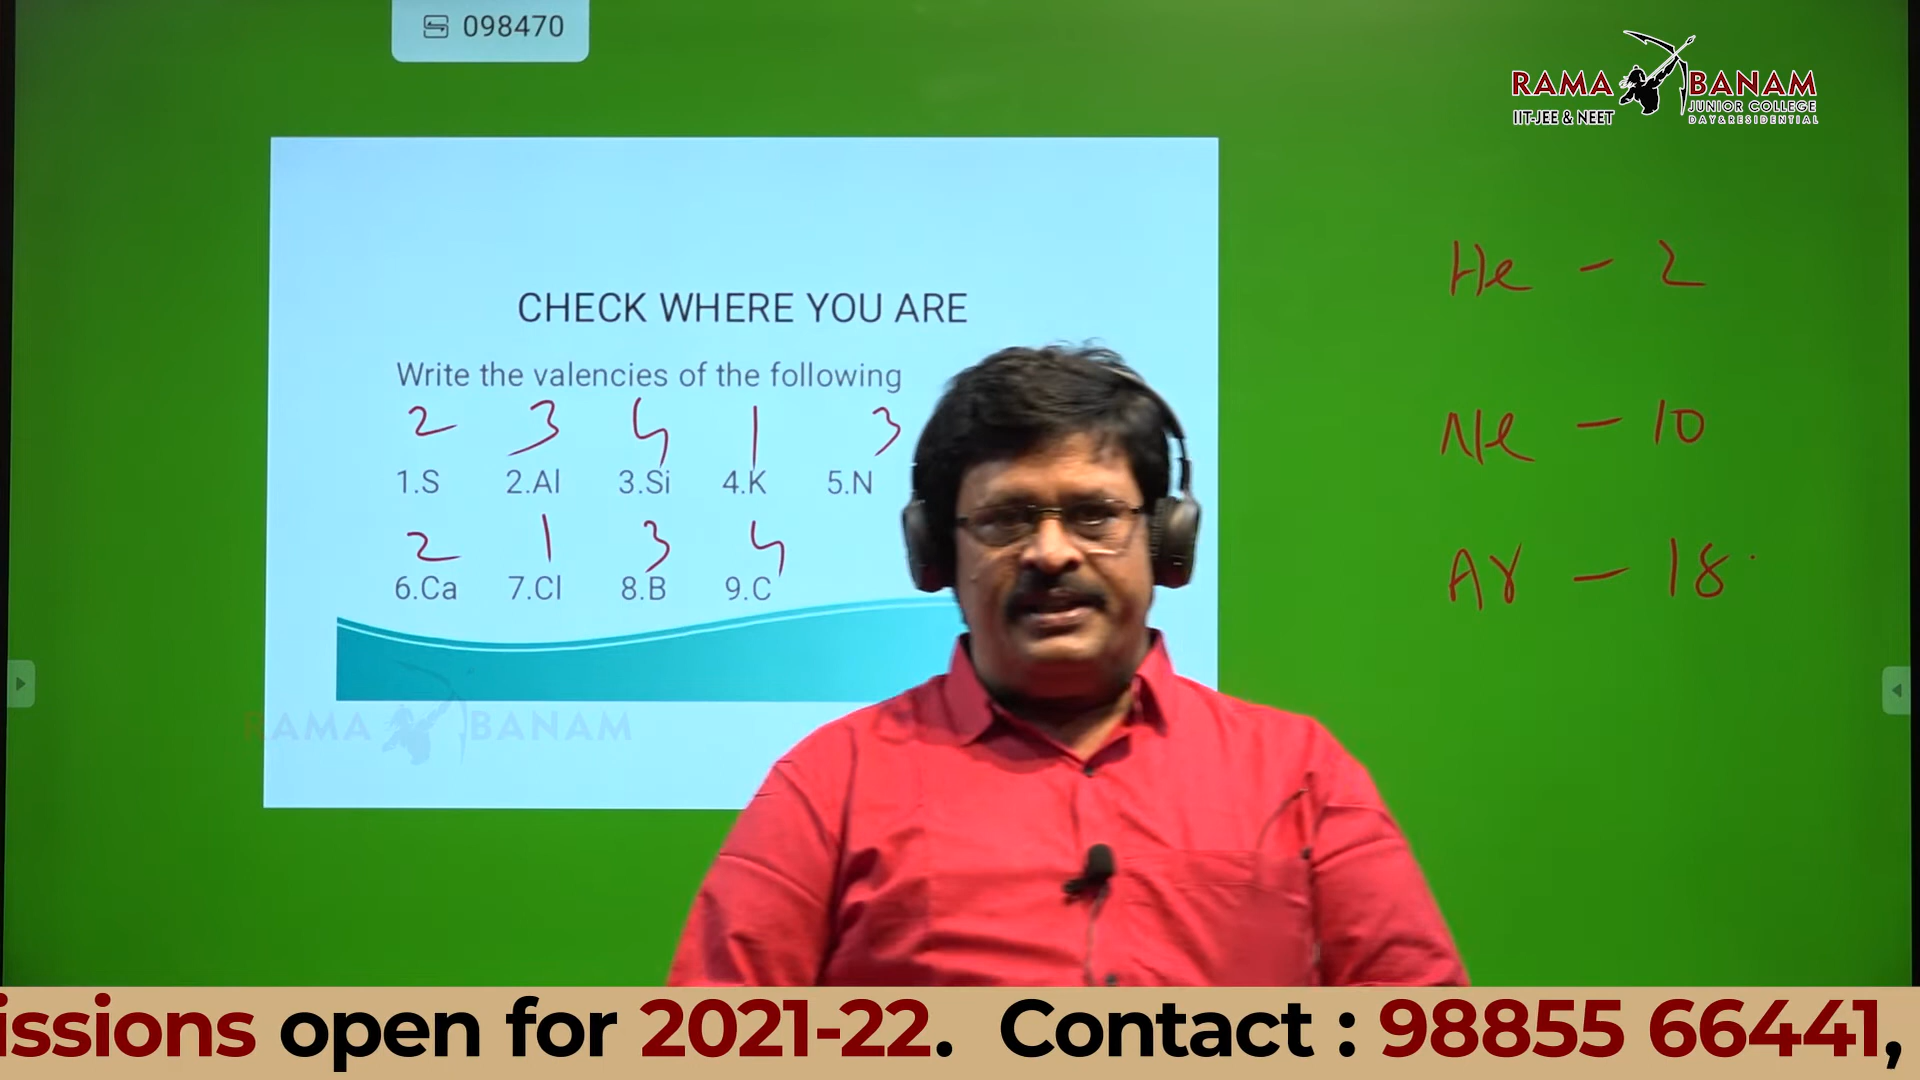 098470
RAMA BANAM
JUNIOR COLLEGE
IIT-JEE & NEET
DAY&RESIDENTIAL
CHECK WHERE YOU ARE
Write the valencies of the following
2 3 4 1 3
1.S 2.Al 3.Si 4.K 5.N
2 1 3 4
6.Ca 7.Cl 8.B 9.C
He - 2
Ne - 10
Ar - 18
RAMA BANAM
issions open for 2021-22. Contact : 98855 66441,